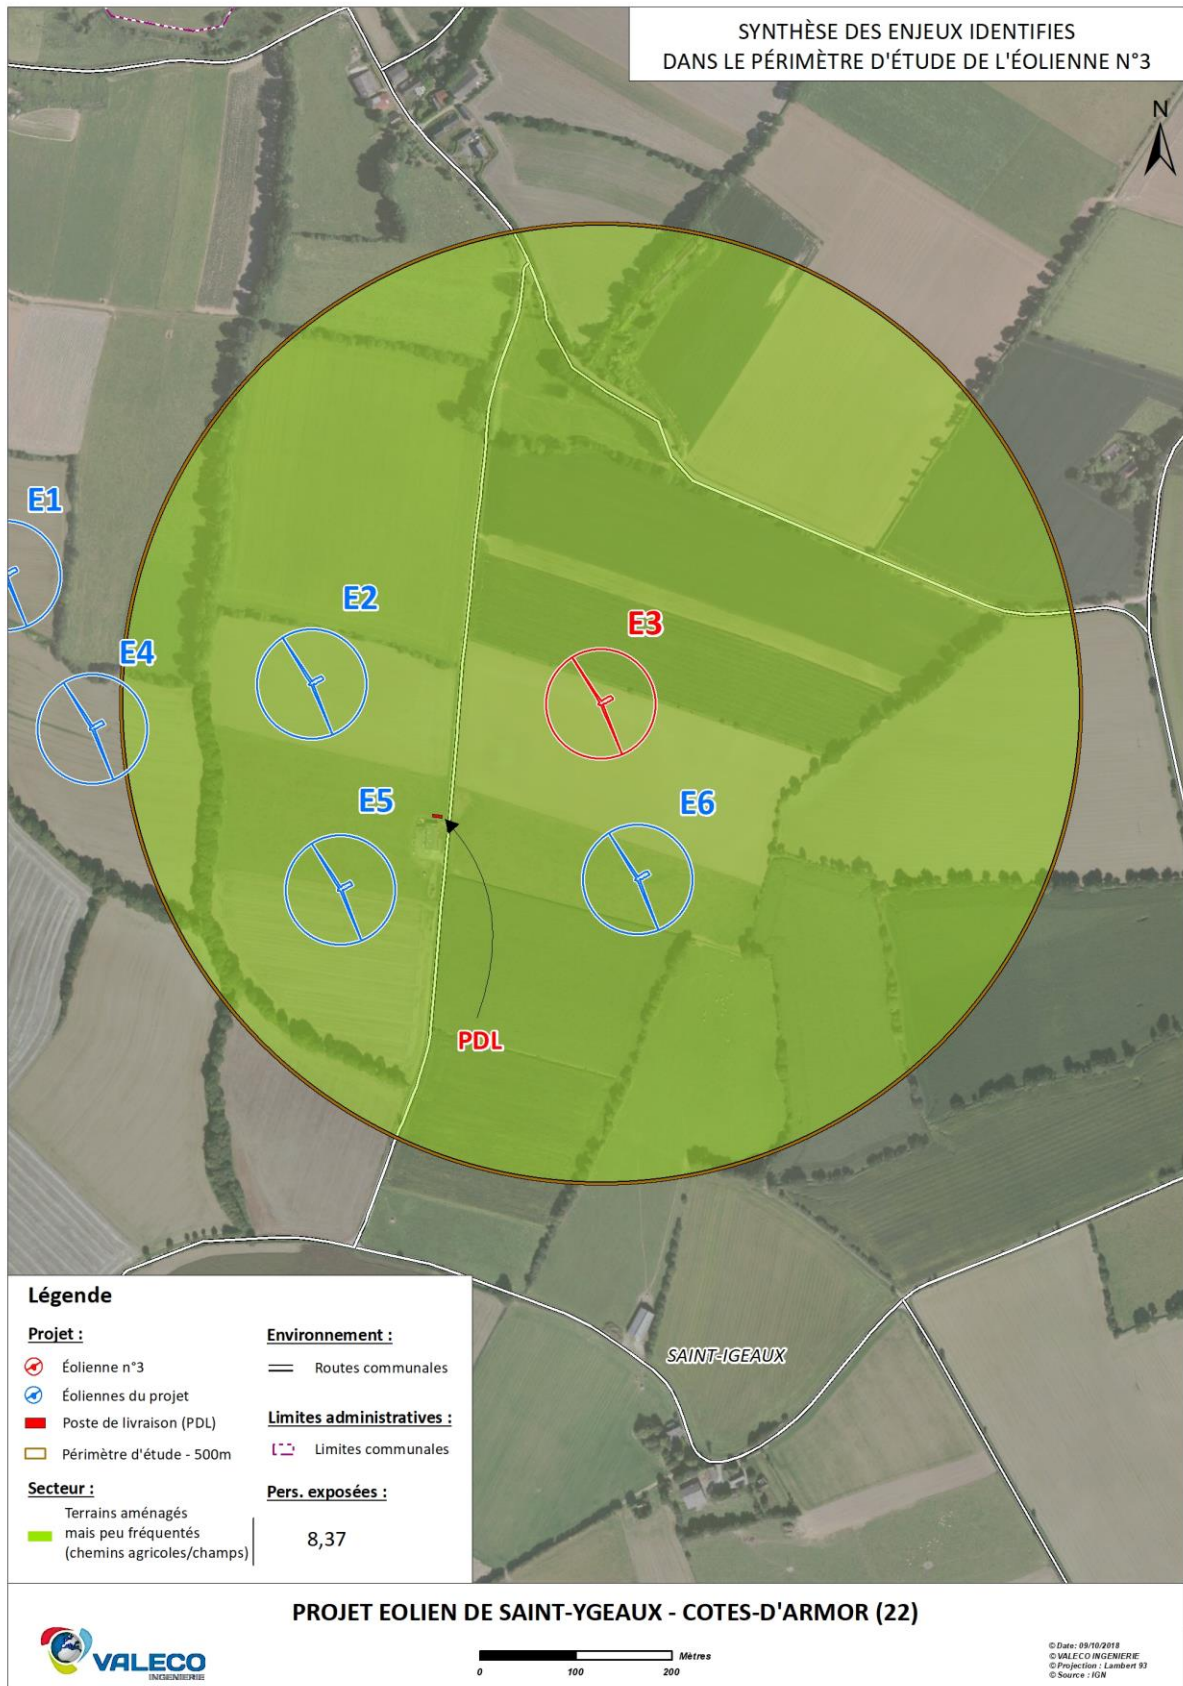 SYNTHÈSE DES ENJEUX IDENTIFIES
DANS LE PÉRIMÈTRE D'ÉTUDE DE L'ÉOLIENNE N°3
N
E1
E2
E3
E4
E5
E6
PDL
SAINT-IGEAUX
Légende
Projet :
Éolienne n°3
Éoliennes du projet
Poste de livraison (PDL)
Périmètre d'étude - 500m
Secteur :
Terrains aménagés
mais peu fréquentés
(chemins agricoles/champs)
Environnement :
Routes communales
Limites administratives :
Limites communales
Pers. exposées :
8,37
PROJET EOLIEN DE SAINT-YGEAUX - COTES-D'ARMOR (22)
VALECO
INGENIERIE
Mètres
0 100 200
© Date: 09/10/2018
© VALECO INGENIERIE
© Projection : Lambert 93
© Source : IGN